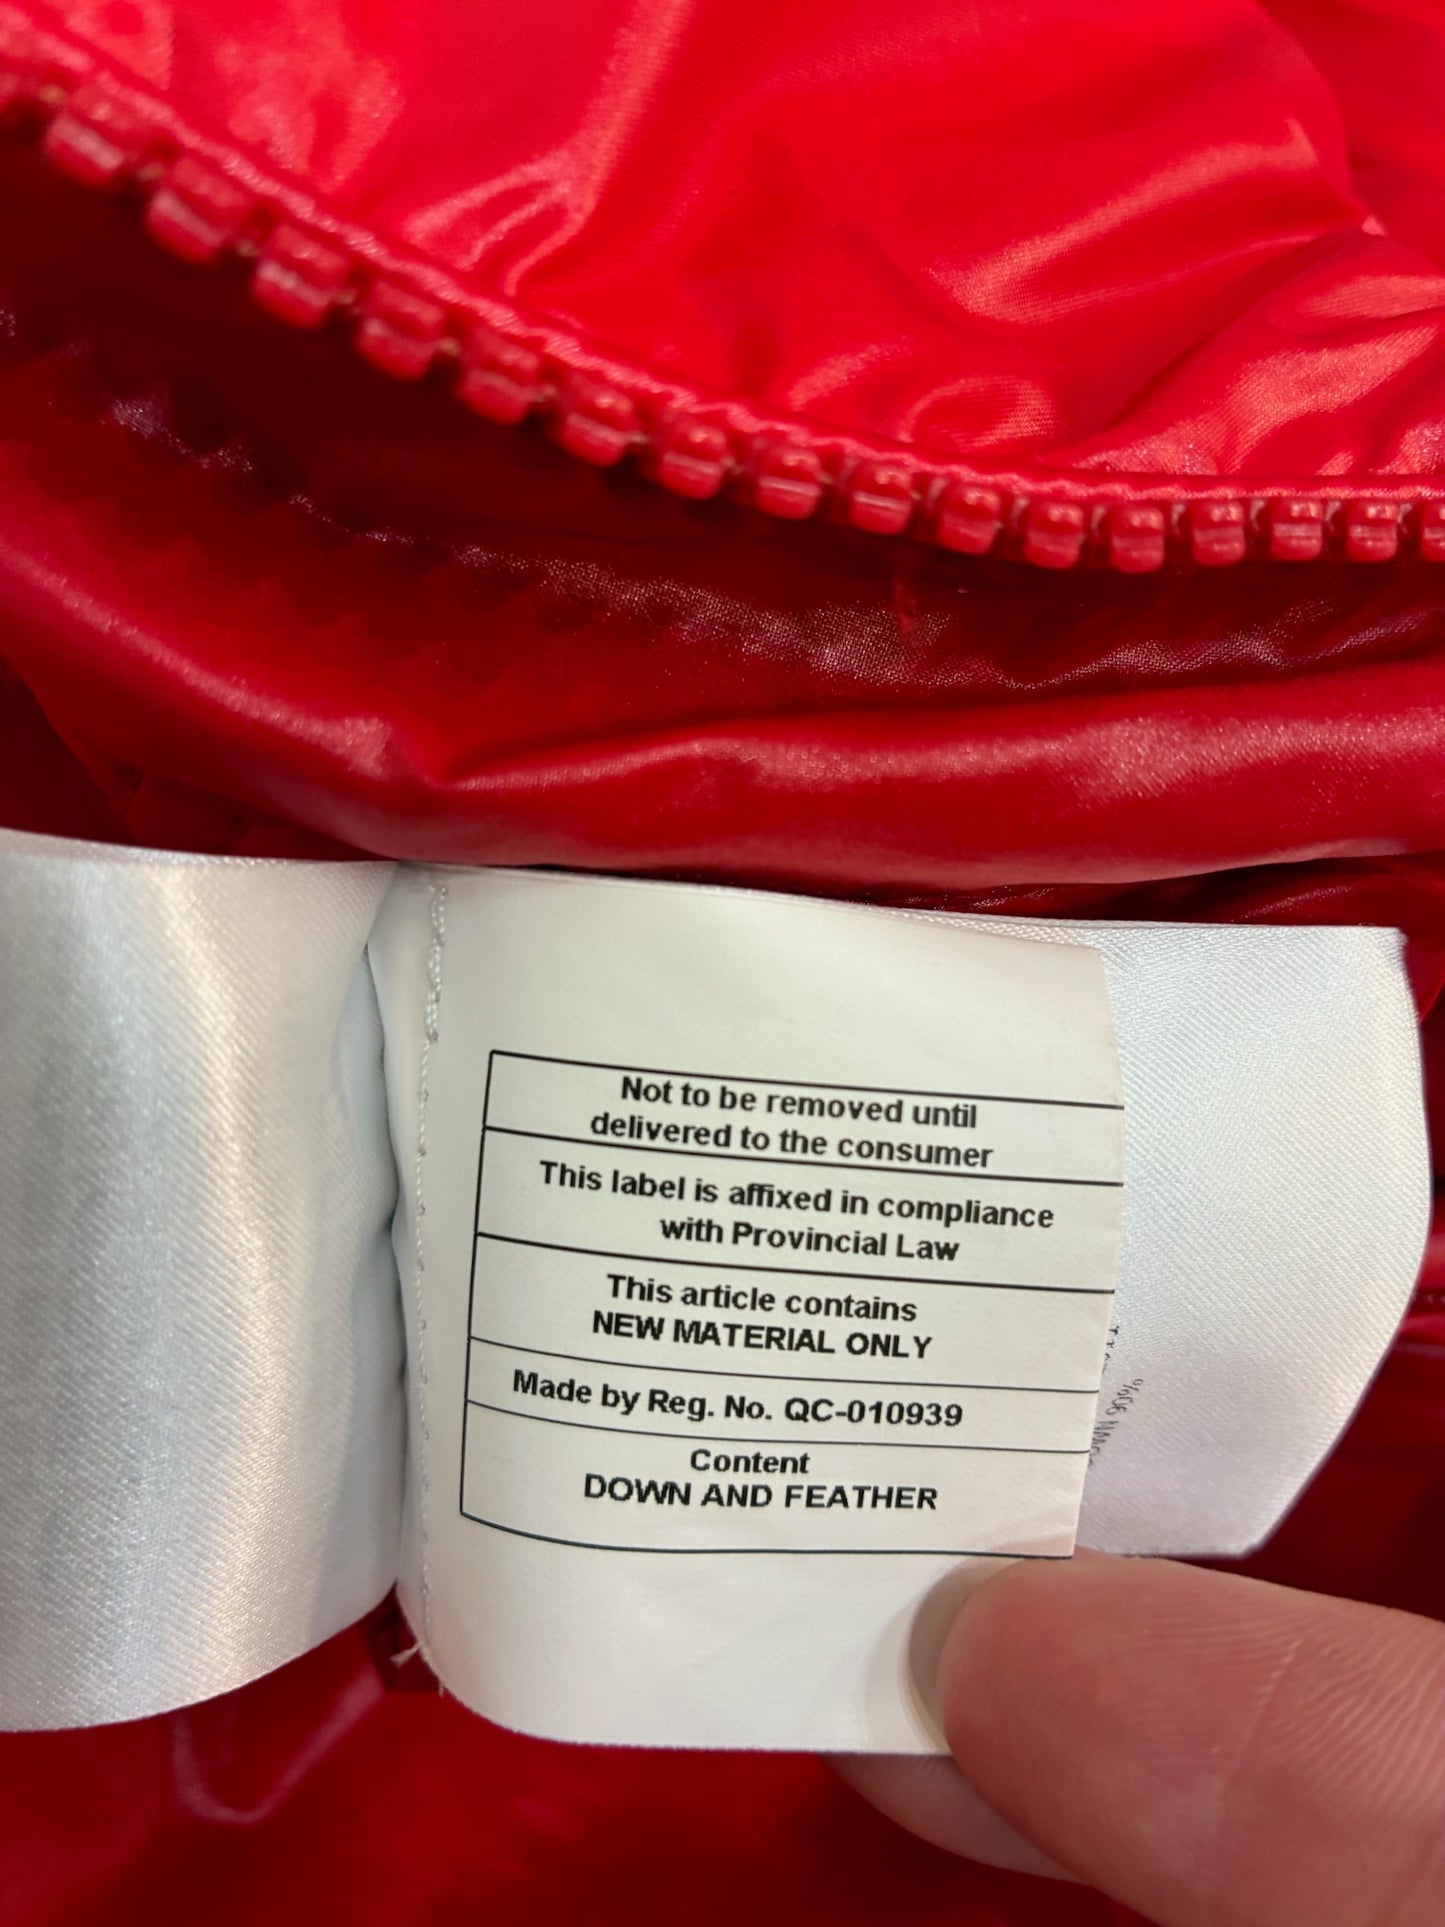 Not to be removed until
delivered to the consumer
This label is affixed in compliance
with Provincial Law
This article contains
NEW MATERIAL ONLY
Made by Reg. No. QC-010939
Content
DOWN AND FEATHER
90%